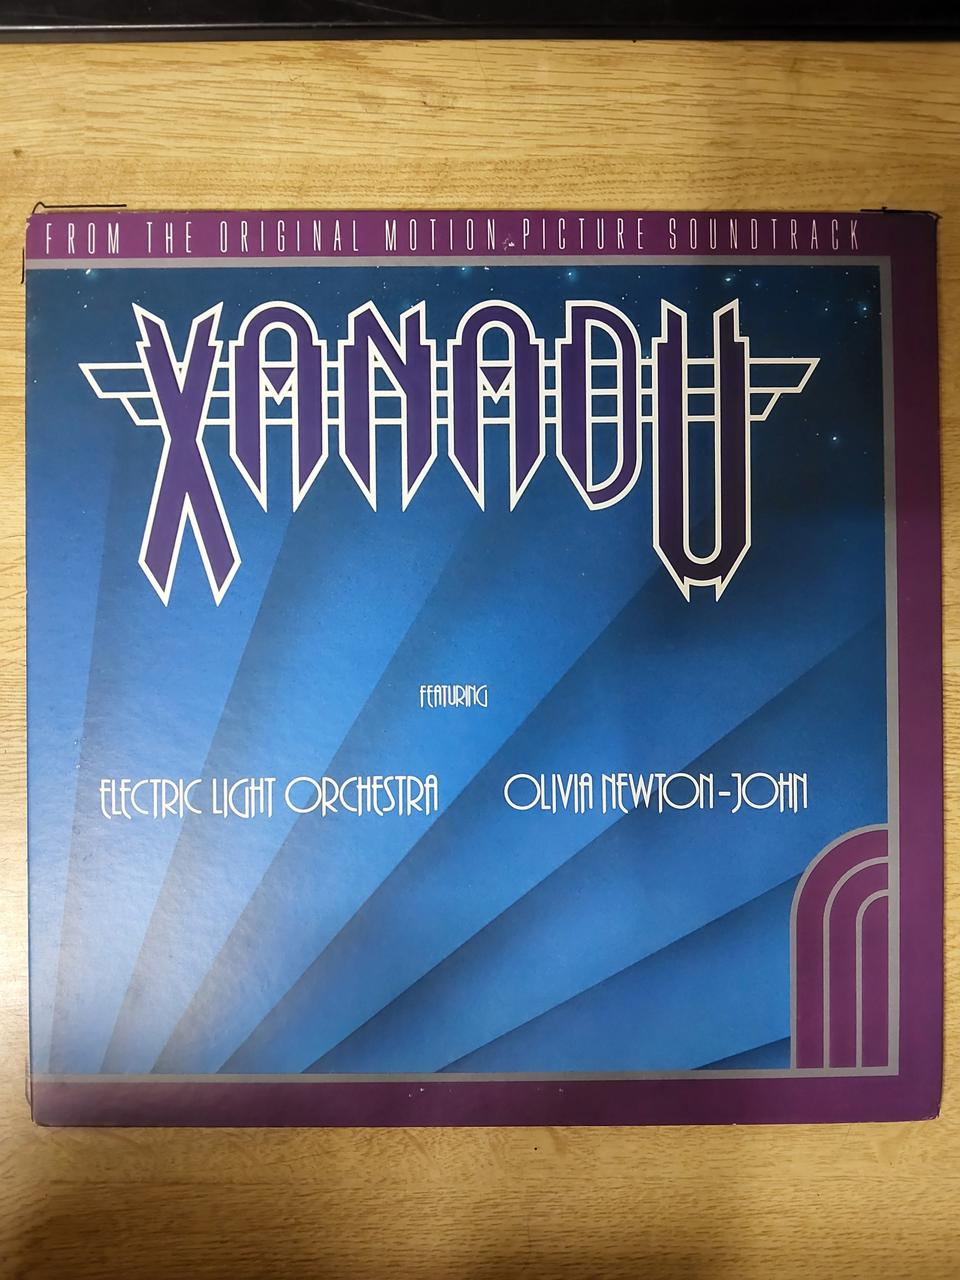 FROM THE ORIGINAL MOTION PICTURE SOUNDTRACK
XANADU
FEATURING
ELECTRIC LIGHT ORCHESTRA OLIVIA NEWTON-JOHN